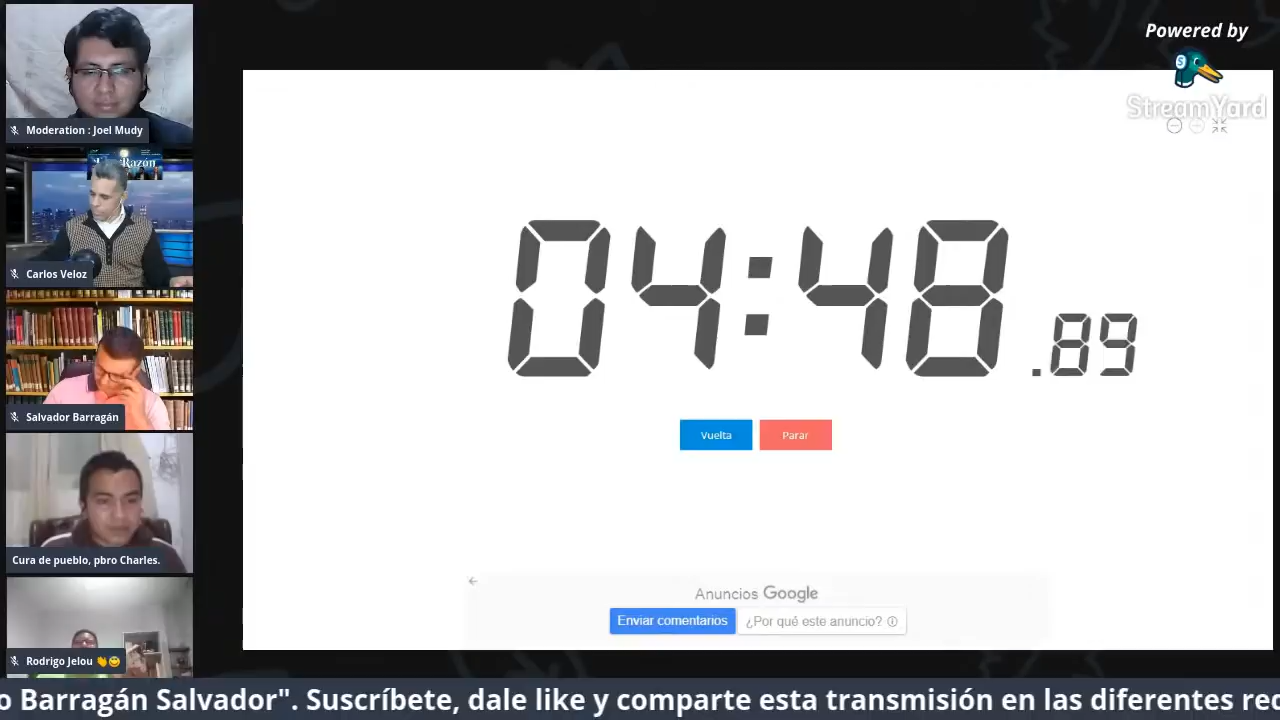 Powered by
StreamYard
Moderation : Joel Mudy
La Razón
Carlos Veloz
Salvador Barragán
Cura de pueblo, pbro Charles.
Rodrigo Jelou 👏😊
04:48.89
Vuelta
Parar
Anuncios Google
Enviar comentarios
¿Por qué este anuncio?
o Barragán Salvador". Suscríbete, dale like y comparte esta transmisión en las diferentes rec